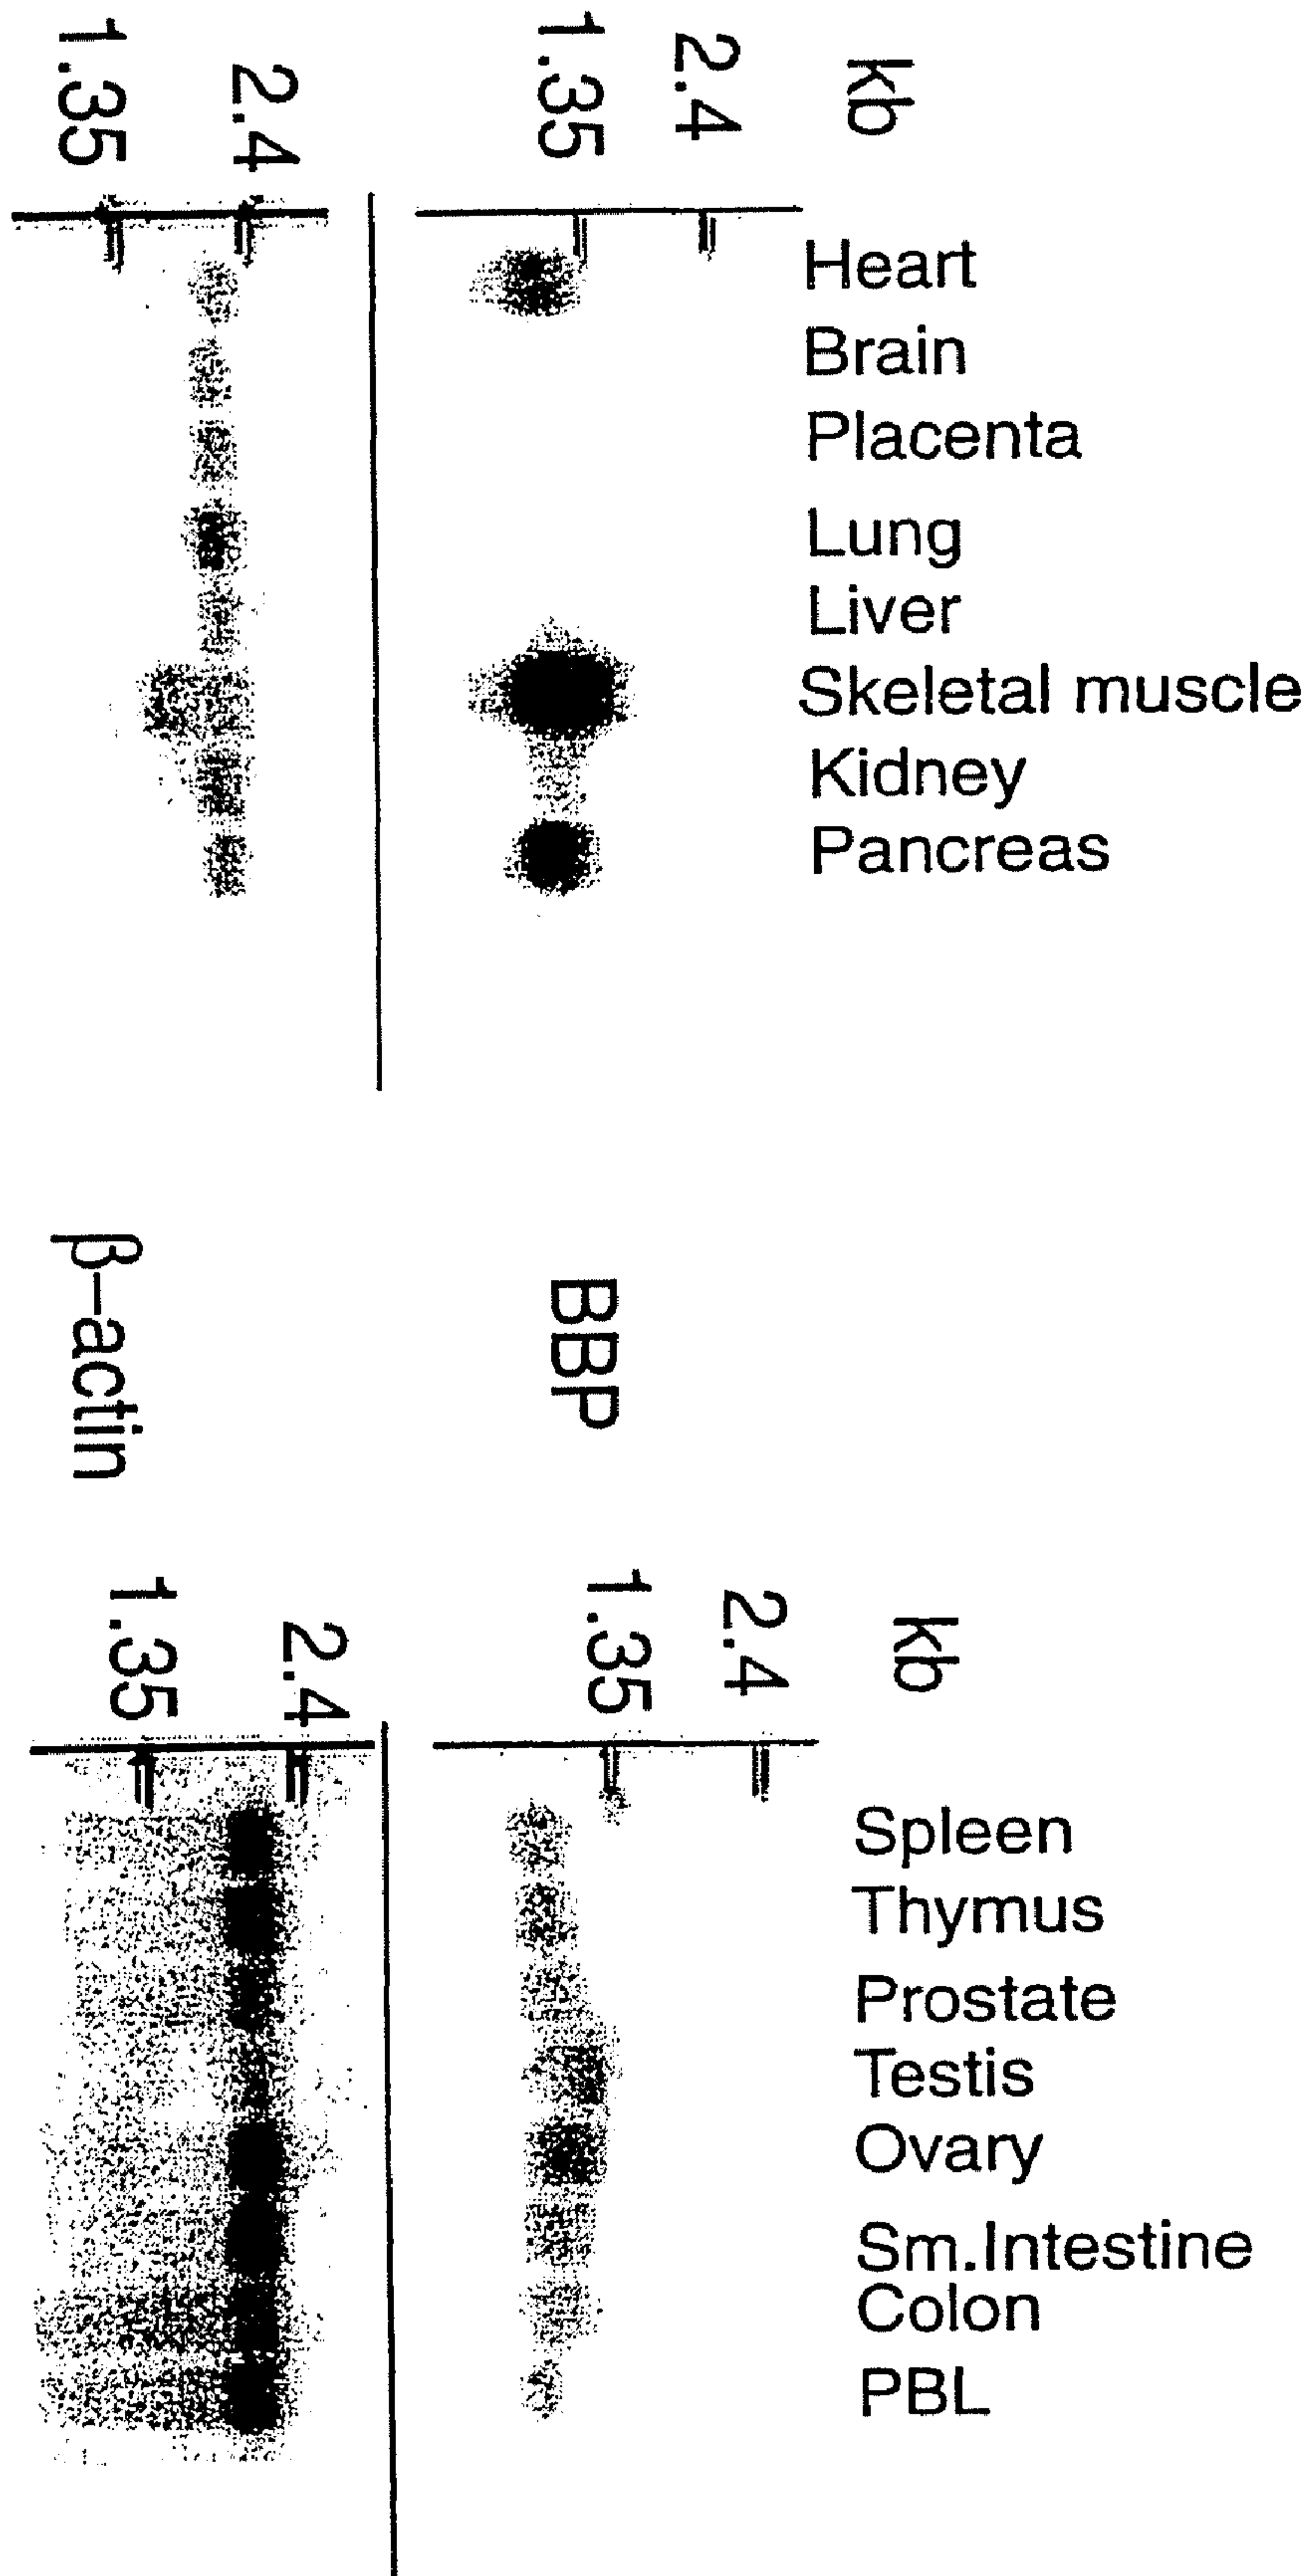 kb
2.4
1.35
2.4
1.35
Heart
Brain
Placenta
Lung
Liver
Skeletal muscle
Kidney
Pancreas
BBP
β–actin
kb
2.4
1.35
2.4
1.35
Spleen
Thymus
Prostate
Testis
Ovary
Sm.Intestine
Colon
PBL